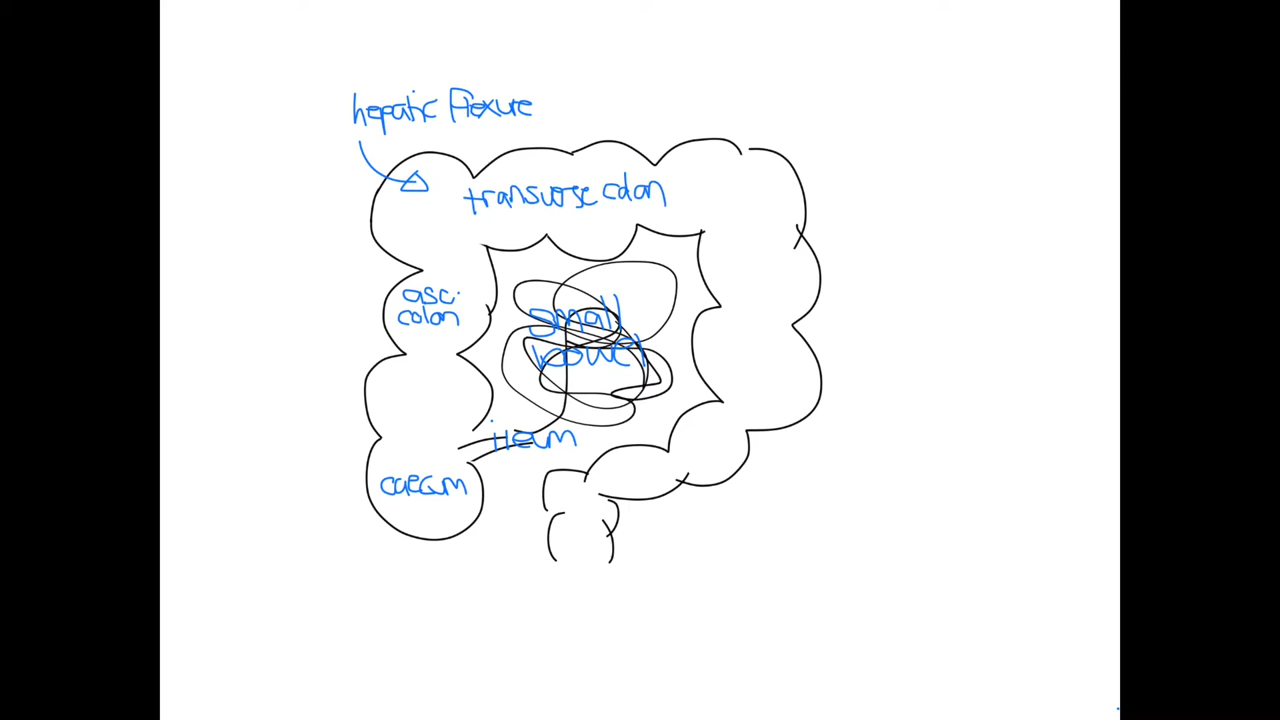 hepatic flexure
transverse colon
asc.
colon
small
bowel
ileum
caecum